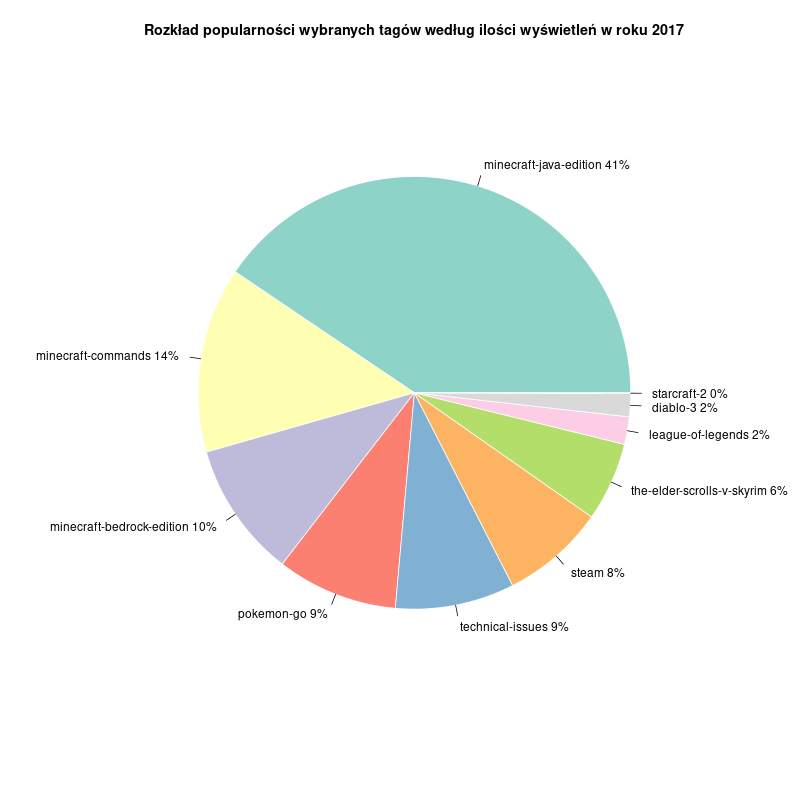 Rozkład popularności wybranych tagów według ilości wyświetleń w roku 2017
minecraft-java-edition 41%
minecraft-commands 14%
minecraft-bedrock-edition 10%
pokemon-go 9%
technical-issues 9%
steam 8%
the-elder-scrolls-v-skyrim 6%
league-of-legends 2%
diablo-3 2%
starcraft-2 0%